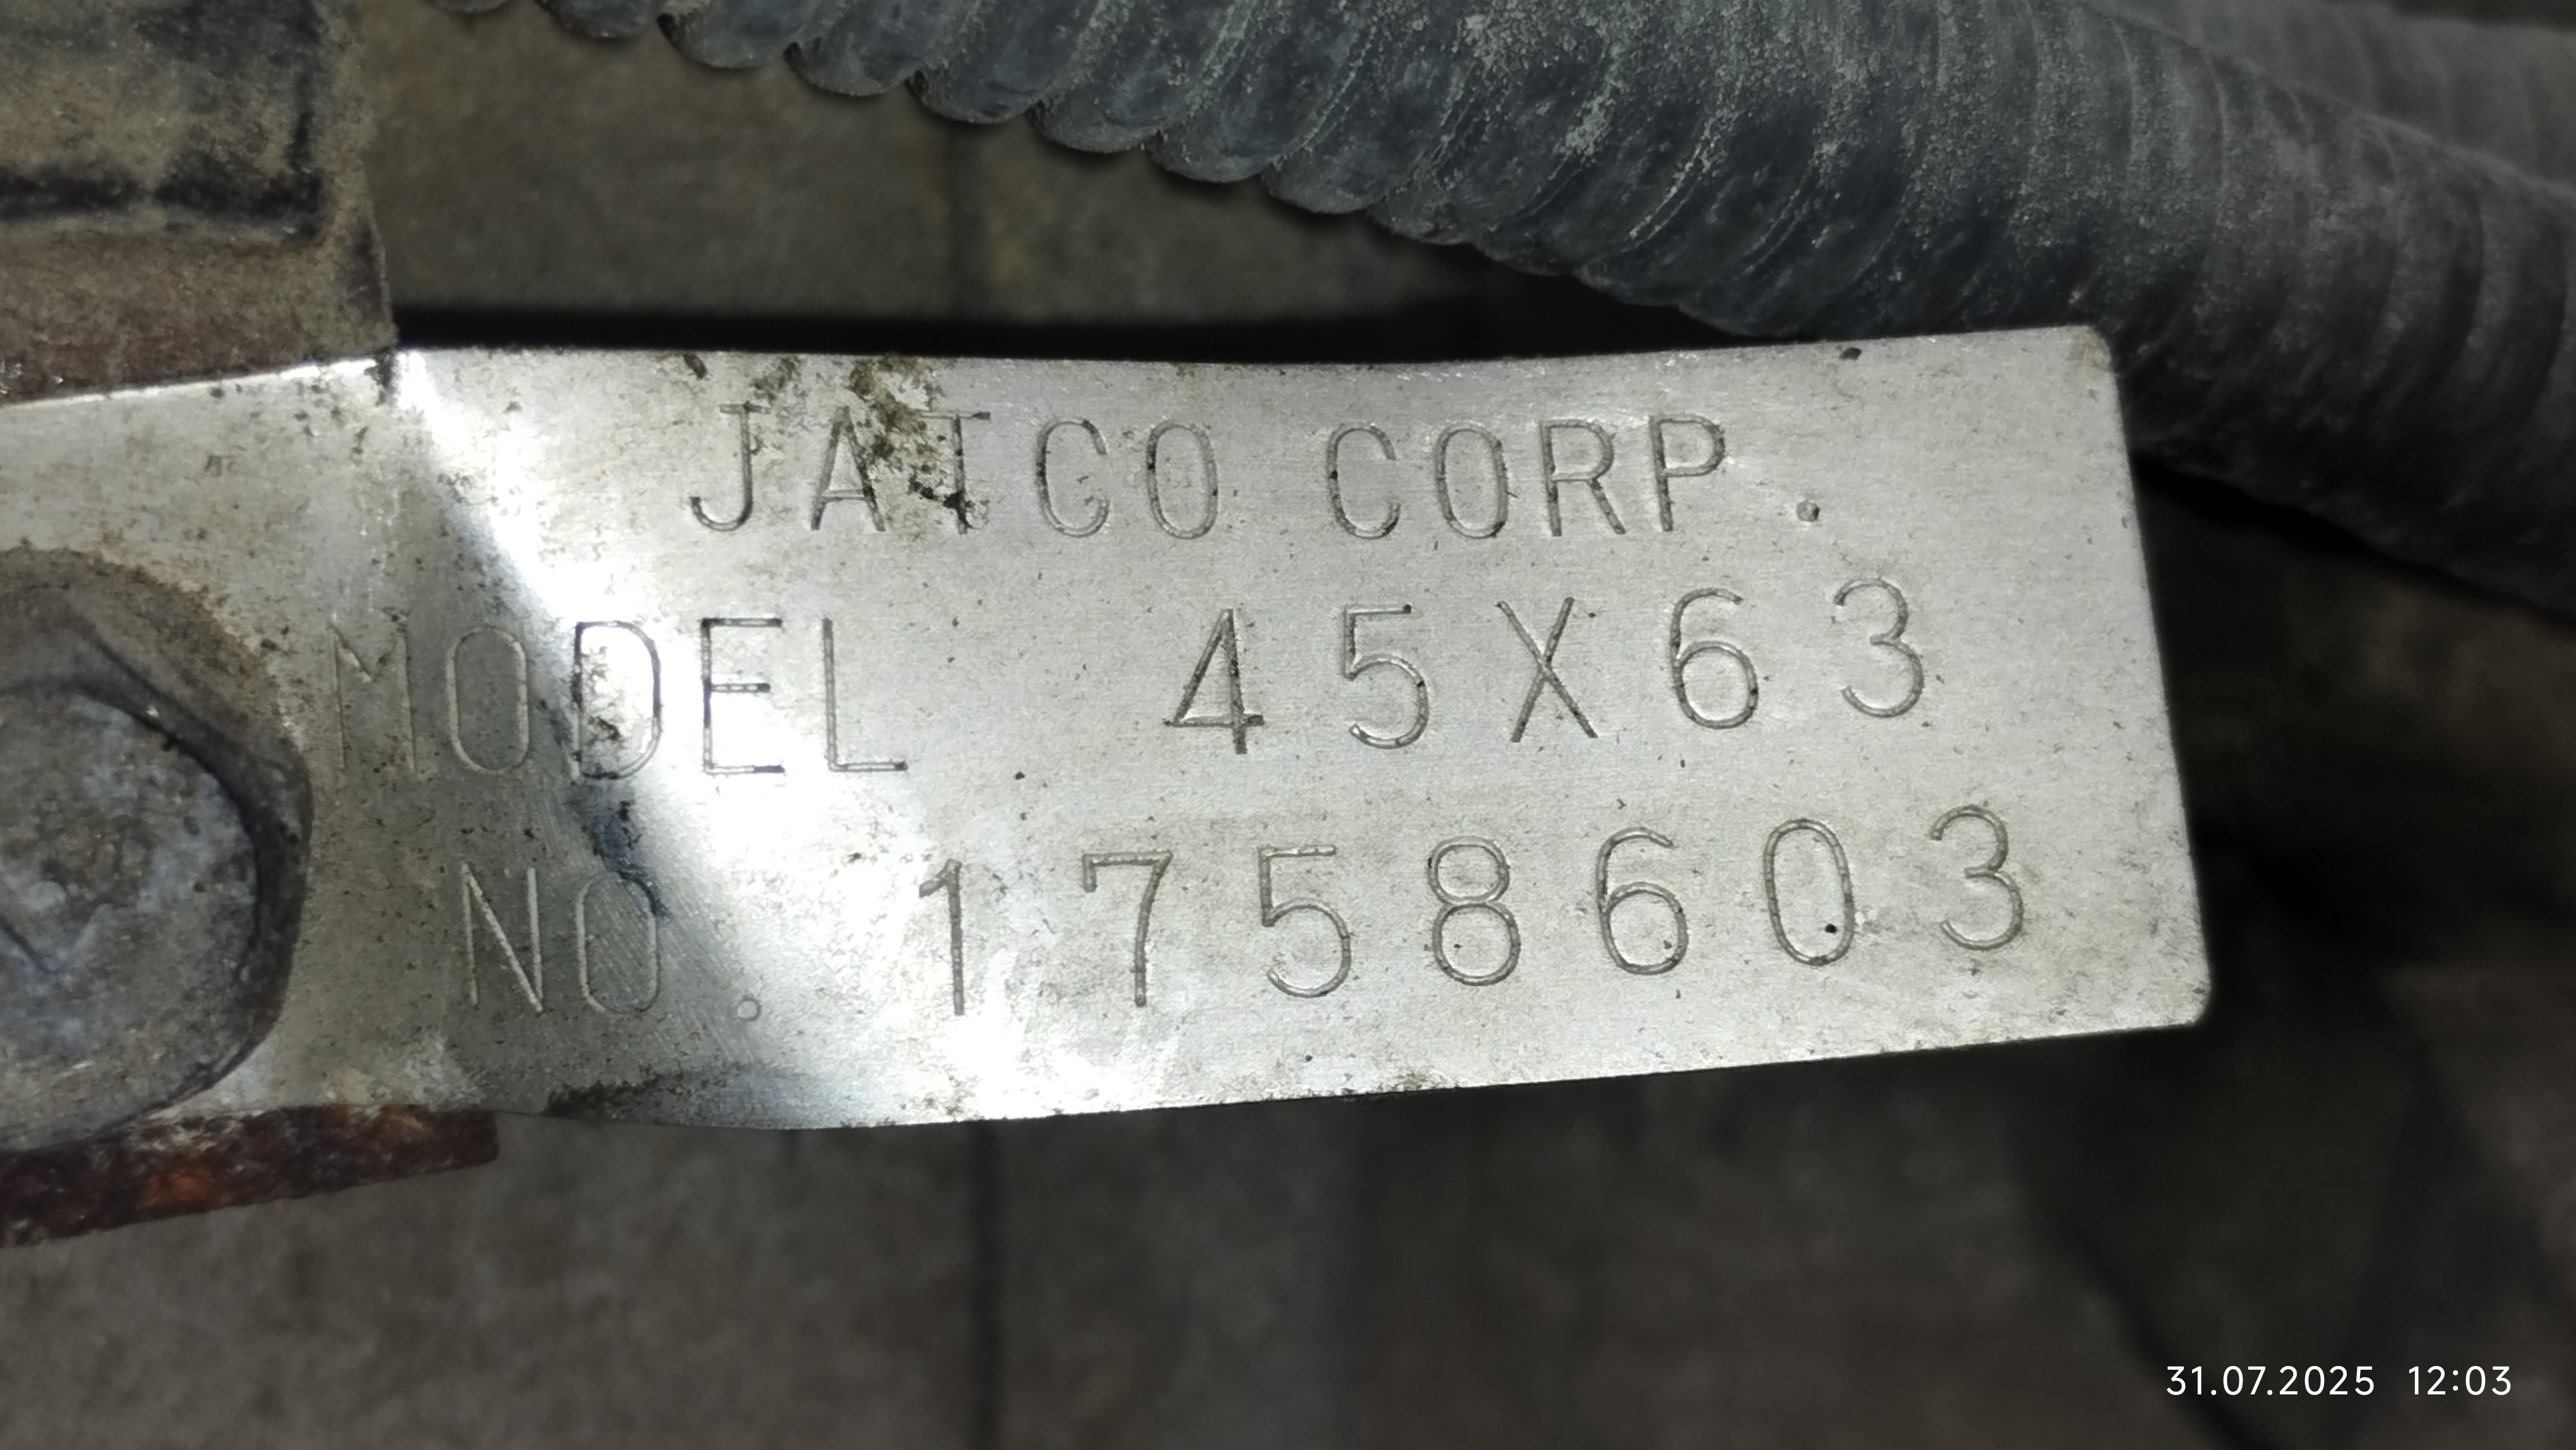 JATCO CORP.
MODEL 45X63
NO. 1758603
31.07.2025 12:03